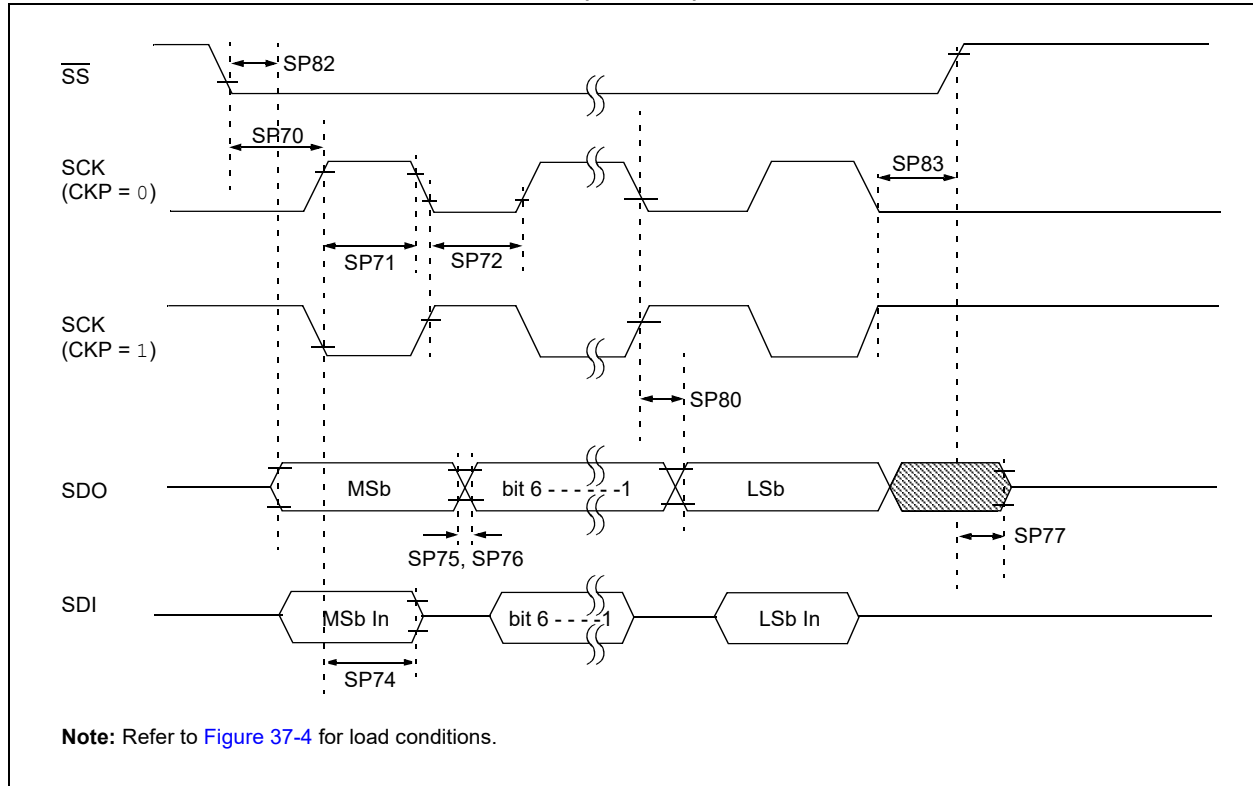 SS
SP82
SP70
SCK
(CKP = 0)
SP83
SP71
SP72
SCK
(CKP = 1)
SP80
SDO
MSb
bit 6 - - - - - -1
LSb
SP75, SP76
SP77
SDI
MSb In
bit 6 - - - -1
LSb In
SP74
Note: Refer to Figure 37-4 for load conditions.